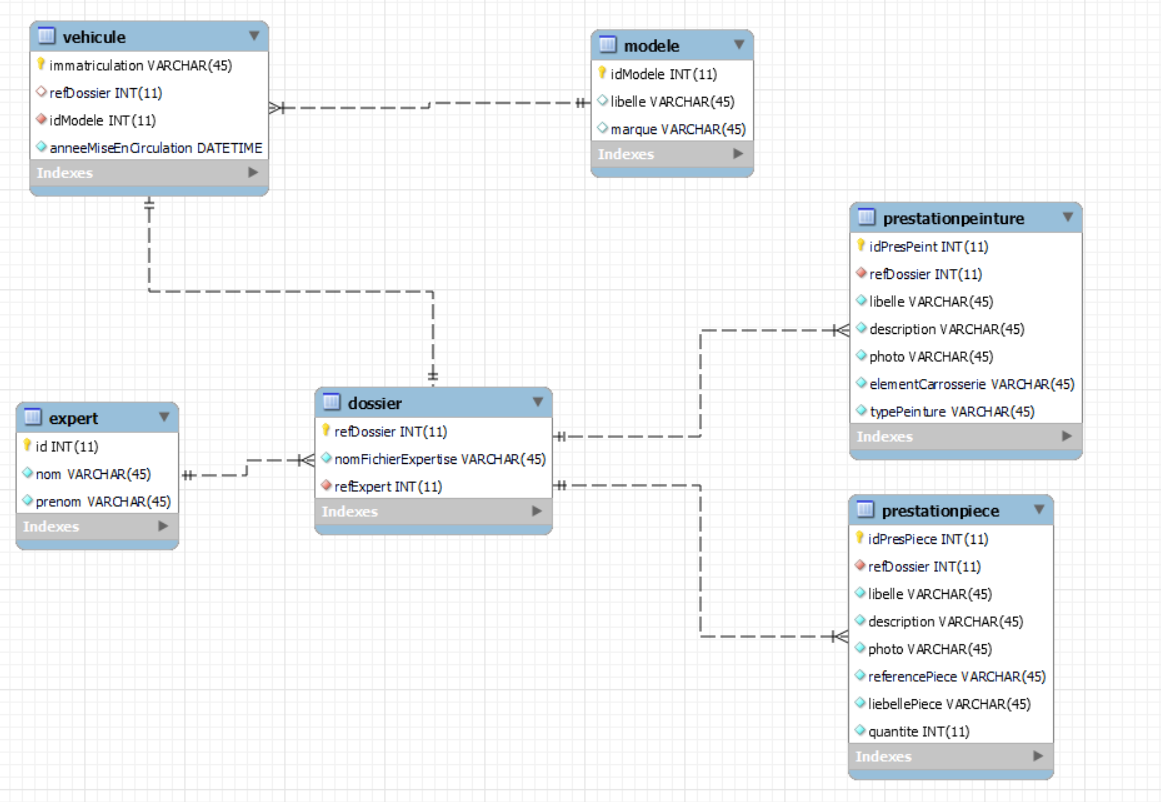 vehicule
immatriculation VARCHAR(45)
refDossier INT(11)
idModele INT(11)
anneeMiseEnCirculation DATETIME
Indexes
modele
idModele INT(11)
libelle VARCHAR(45)
marque VARCHAR(45)
Indexes
prestationpeinture
idPresPeint INT(11)
refDossier INT(11)
libelle VARCHAR(45)
description VARCHAR(45)
photo VARCHAR(45)
elementCarrosserie VARCHAR(45)
typePeinture VARCHAR(45)
Indexes
expert
id INT(11)
nom VARCHAR(45)
prenom VARCHAR(45)
Indexes
dossier
refDossier INT(11)
nomFichierExpertise VARCHAR(45)
refExpert INT(11)
Indexes
prestationpiece
idPresPiece INT(11)
refDossier INT(11)
libelle VARCHAR(45)
description VARCHAR(45)
photo VARCHAR(45)
referencePiece VARCHAR(45)
liebellePiece VARCHAR(45)
quantite INT(11)
Indexes